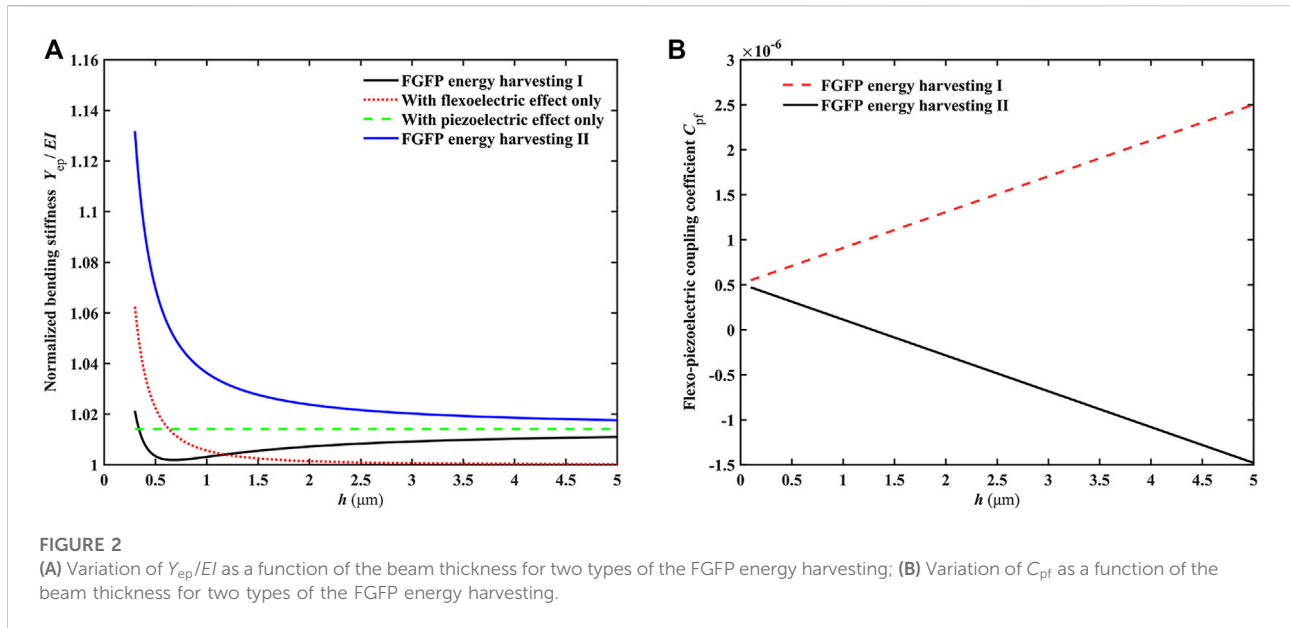 A
Normalized bending stiffness Yep/EI
1.16
1.14
1.12
1.1
1.08
1.06
1.04
1.02
1
0
0.5
1
1.5
2
2.5
3
3.5
4
4.5
5
h (μm)
FGFP energy harvesting I
With flexoelectric effect only
With piezoelectric effect only
FGFP energy harvesting II
B
×10-6
Flexo-piezoelectric coupling coefficient Cpf
3
2.5
2
1.5
1
0.5
0
-0.5
-1
-1.5
0
0.5
1
1.5
2
2.5
3
3.5
4
4.5
5
h (μm)
FGFP energy harvesting I
FGFP energy harvesting II
FIGURE 2
(A) Variation of Yep/EI as a function of the beam thickness for two types of the FGFP energy harvesting; (B) Variation of Cpf as a function of the
beam thickness for two types of the FGFP energy harvesting.